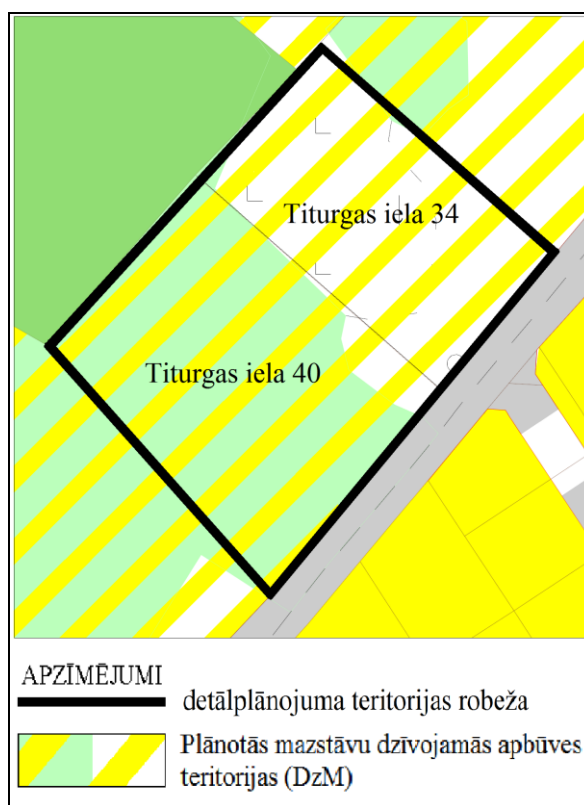 Titurgas iela 34
Titurgas iela 40
APZĪMĒJUMI
detālplānojuma teritorijas robeža
Plānotās mazstāvu dzīvojamās apbūves
teritorijas (DzM)